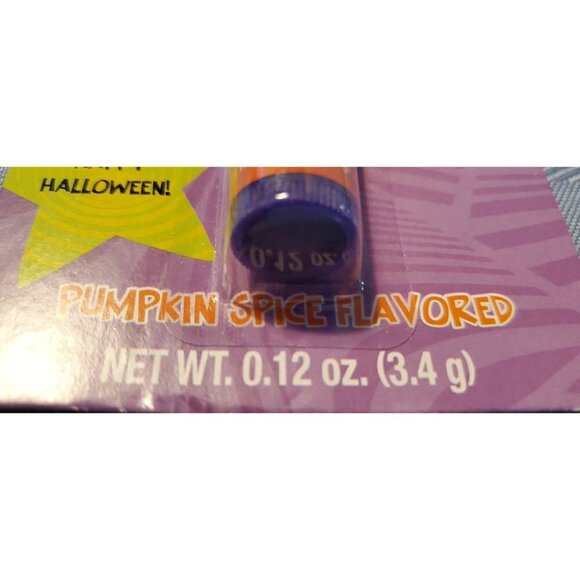 HALLOWEEN!
0.12 oz.
PUMPKIN SPICE FLAVORED
NET WT. 0.12 oz. (3.4 g)